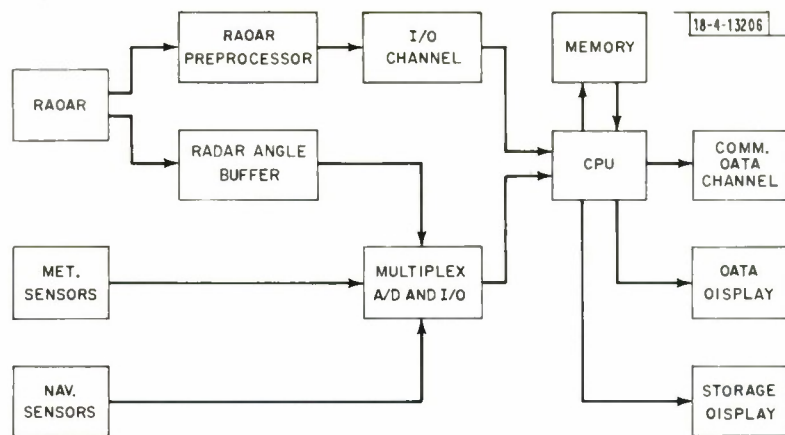 18-4-13206
RAOAR
PREPROCESSOR
I/O
CHANNEL
MEMORY
RAOAR
RADAR ANGLE
BUFFER
CPU
COMM.
OATA
CHANNEL
MET.
SENSORS
MULTIPLEX
A/D AND I/O
OATA
OISPLAY
NAV.
SENSORS
STORAGE
OISPLAY